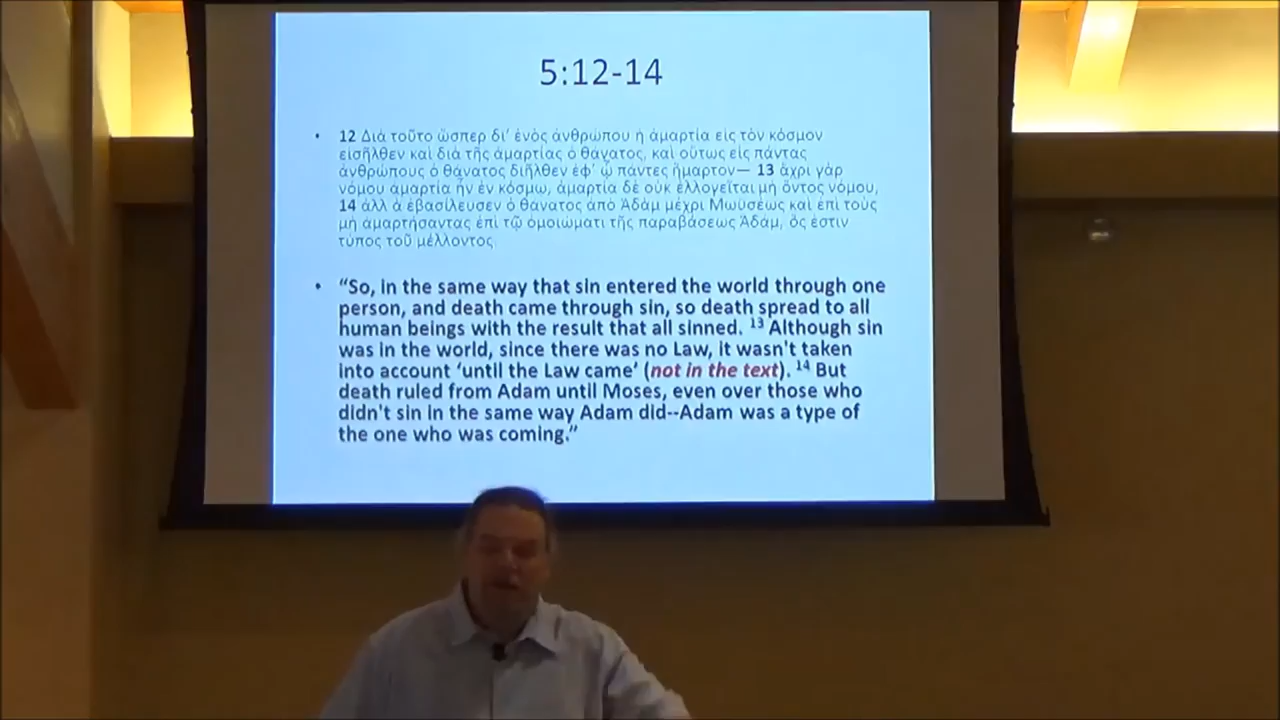 5:12-14
• 12 Διὰ τοῦτο ὥσπερ δι’ ἑνὸς ἀνθρώπου ἡ ἁμαρτία εἰς τὸν κόσμον
εἰσῆλθεν καὶ διὰ τῆς ἁμαρτίας ὁ θάνατος, καὶ οὕτως εἰς πάντας
ἀνθρώπους ὁ θάνατος διῆλθεν ἐφ’ ᾧ πάντες ἥμαρτον— 13 ἄχρι γὰρ
νόμου ἁμαρτία ἦν ἐν κόσμῳ, ἁμαρτία δὲ οὐκ ἐλλογεῖται μὴ ὄντος νόμου,
14 ἀλλ ὰ ἐβασίλευσεν ὁ θάνατος ἀπὸ Ἀδὰμ μέχρι Μωϋσέως καὶ ἐπὶ τοὺς
μὴ ἁμαρτήσαντας ἐπὶ τῷ ὁμοιώματι τῆς παραβάσεως Ἀδάμ, ὅς ἐστιν
τύπος τοῦ μέλλοντος.
• “So, in the same way that sin entered the world through one
person, and death came through sin, so death spread to all
human beings with the result that all sinned. 13 Although sin
was in the world, since there was no Law, it wasn't taken
into account ‘until the Law came’ (not in the text). 14 But
death ruled from Adam until Moses, even over those who
didn't sin in the same way Adam did--Adam was a type of
the one who was coming.”